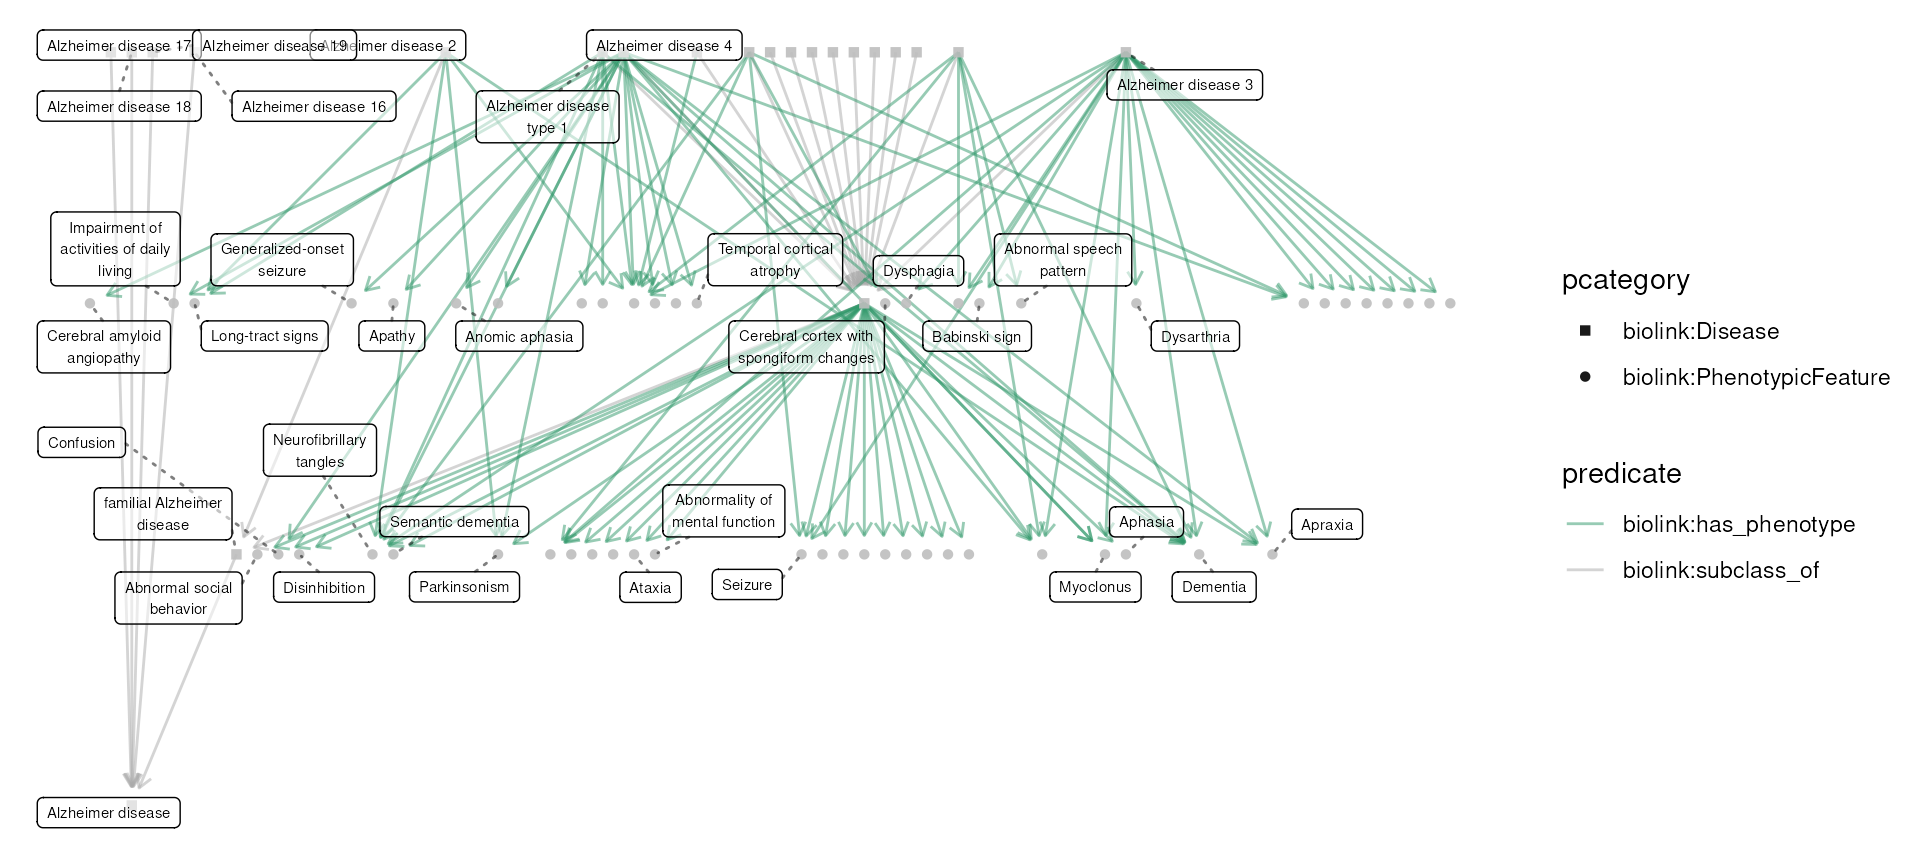 Alzheimer disease 17
Alzheimer disease 19
Alzheimer disease 2
Alzheimer disease 4
Alzheimer disease 3
Alzheimer disease 18
Alzheimer disease 16
Alzheimer disease
type 1
Impairment of
activities of daily
living
Generalized-onset
seizure
Temporal cortical
atrophy
Dysphagia
Abnormal speech
pattern
Cerebral amyloid
angiopathy
Long-tract signs
Apathy
Anomic aphasia
Cerebral cortex with
spongiform changes
Babinski sign
Dysarthria
Confusion
Neurofibrillary
tangles
familial Alzheimer
disease
Semantic dementia
Abnormality of
mental function
Aphasia
Apraxia
Abnormal social
behavior
Disinhibition
Parkinsonism
Ataxia
Seizure
Myoclonus
Dementia
Alzheimer disease
pcategory
biolink:Disease
biolink:PhenotypicFeature
predicate
biolink:has_phenotype
biolink:subclass_of